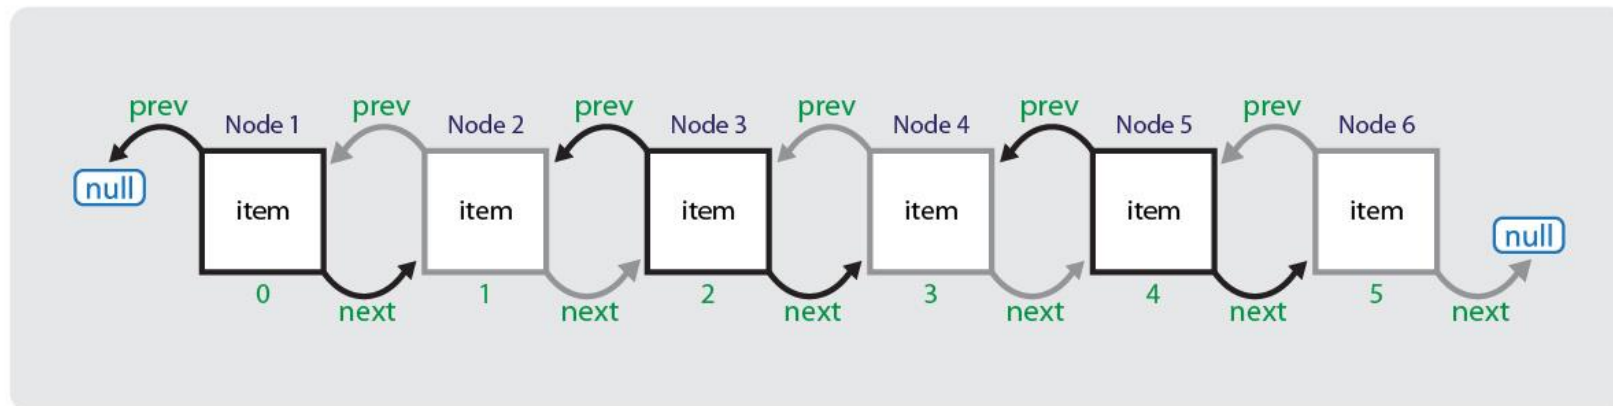 prev prev prev prev prev prev
Node 1 Node 2 Node 3 Node 4 Node 5 Node 6
null
item item item item item item
null
0 1 2 3 4 5
next next next next next next